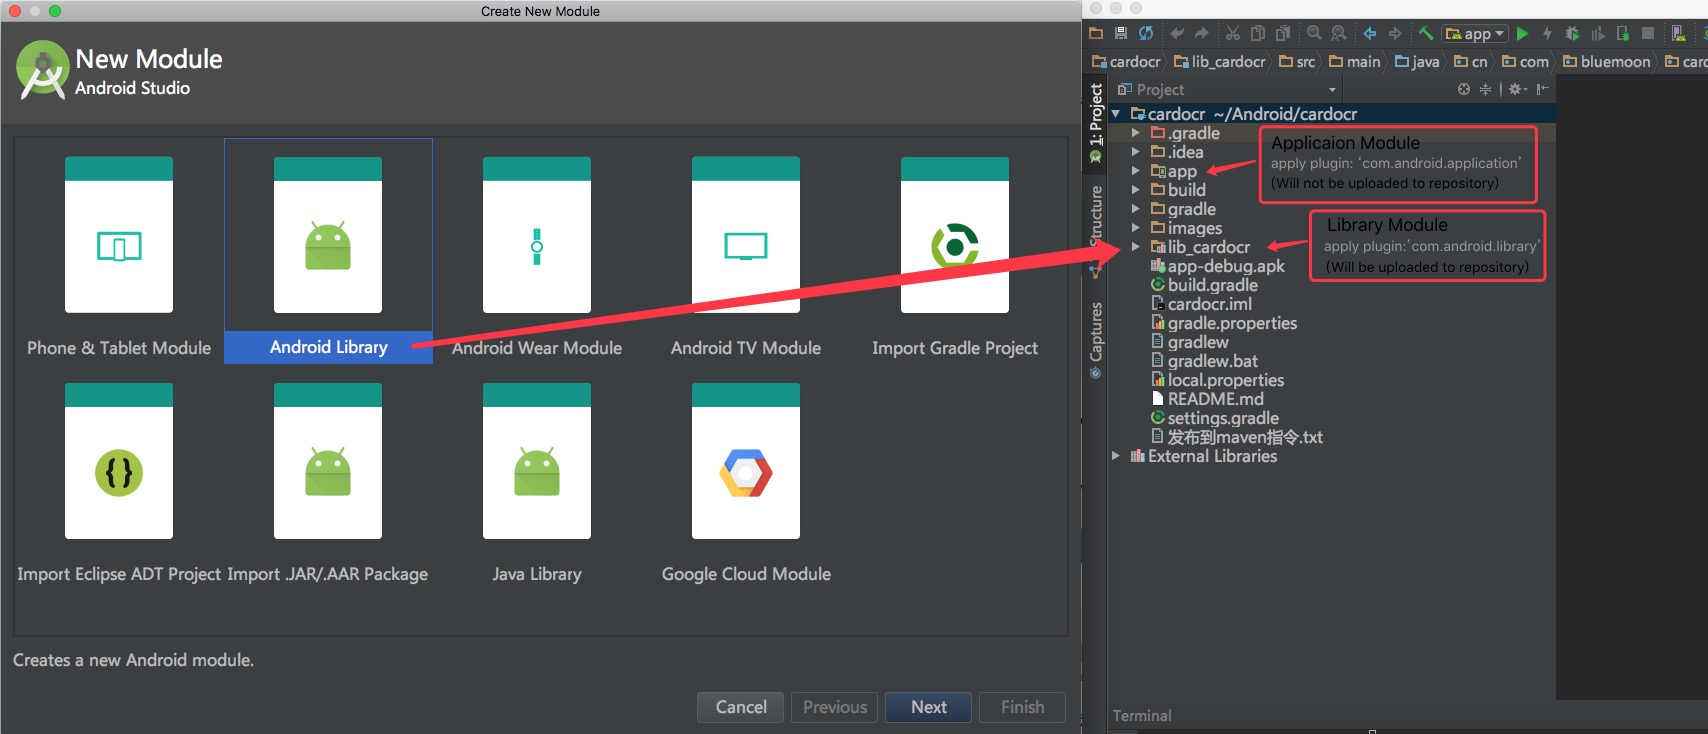 Create New Module
New Module
Android Studio
Phone & Tablet Module
Android Library
Android Wear Module
Android TV Module
Import Gradle Project
Import Eclipse ADT Project
Import .JAR/.AAR Package
Java Library
Google Cloud Module
Creates a new Android module.
Cancel
Previous
Next
Finish
app
cardocr
lib_cardocr
src
main
java
cn
com
bluemoon
card
1: Project
Structure
Captures
Project
cardocr ~/Android/cardocr
.gradle
.idea
app
build
gradle
images
lib_cardocr
app-debug.apk
build.gradle
cardocr.iml
gradle.properties
gradlew
gradlew.bat
local.properties
README.md
settings.gradle
发布到maven指令.txt
External Libraries
Applicaion Module
apply plugin: ‘com.android.application’
(Will not be uploaded to repository)
Library Module
apply plugin:’com.android.library’
(Will be uploaded to repository)
Terminal